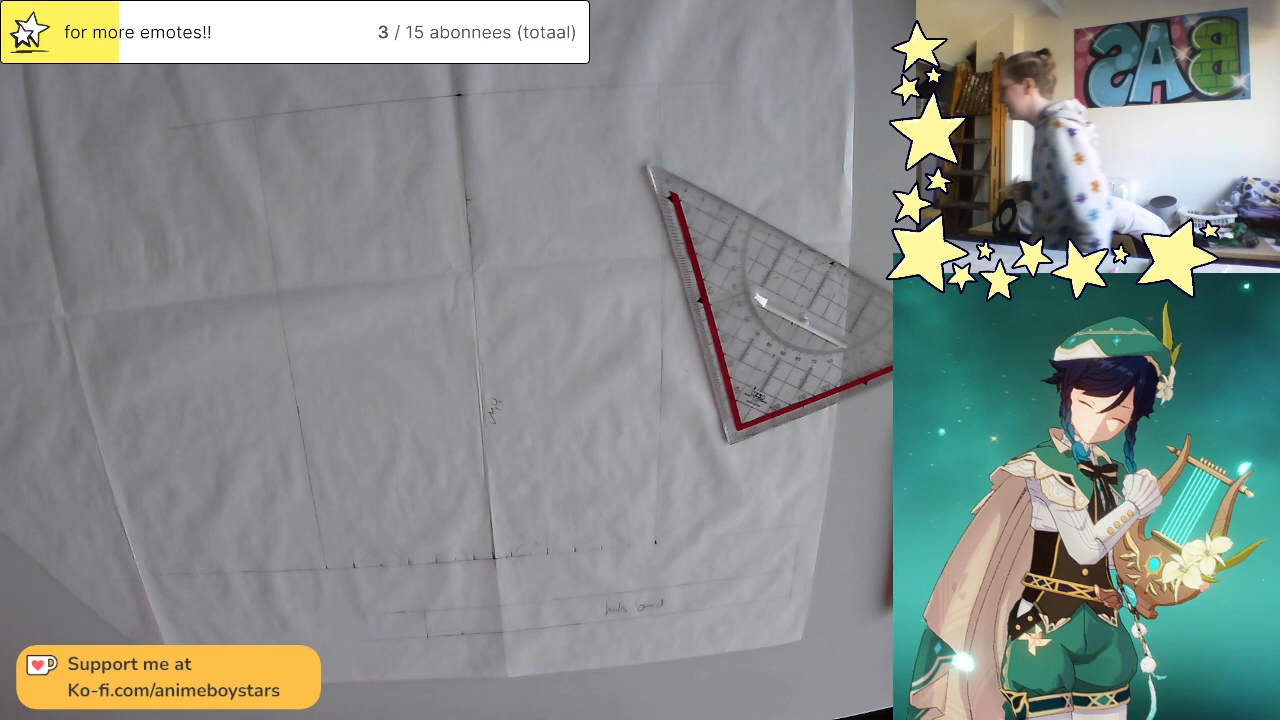 for more emotes!!
3 / 15 abonnees (totaal)
BAS
Support me at
Ko-fi.com/animeboystars